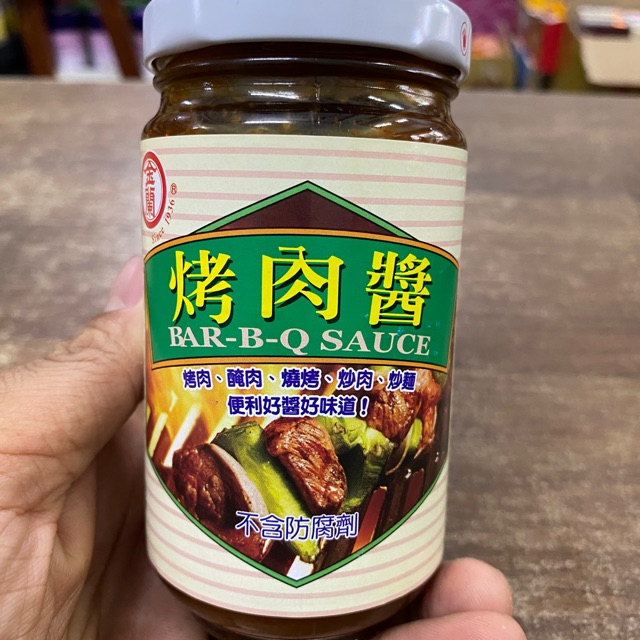 金蘭
®
Since 1936
烤肉醬
BAR-B-Q SAUCE
烤肉、醃肉、燒烤、炒肉、炒麵
便利好醬好味道！
不含防腐劑